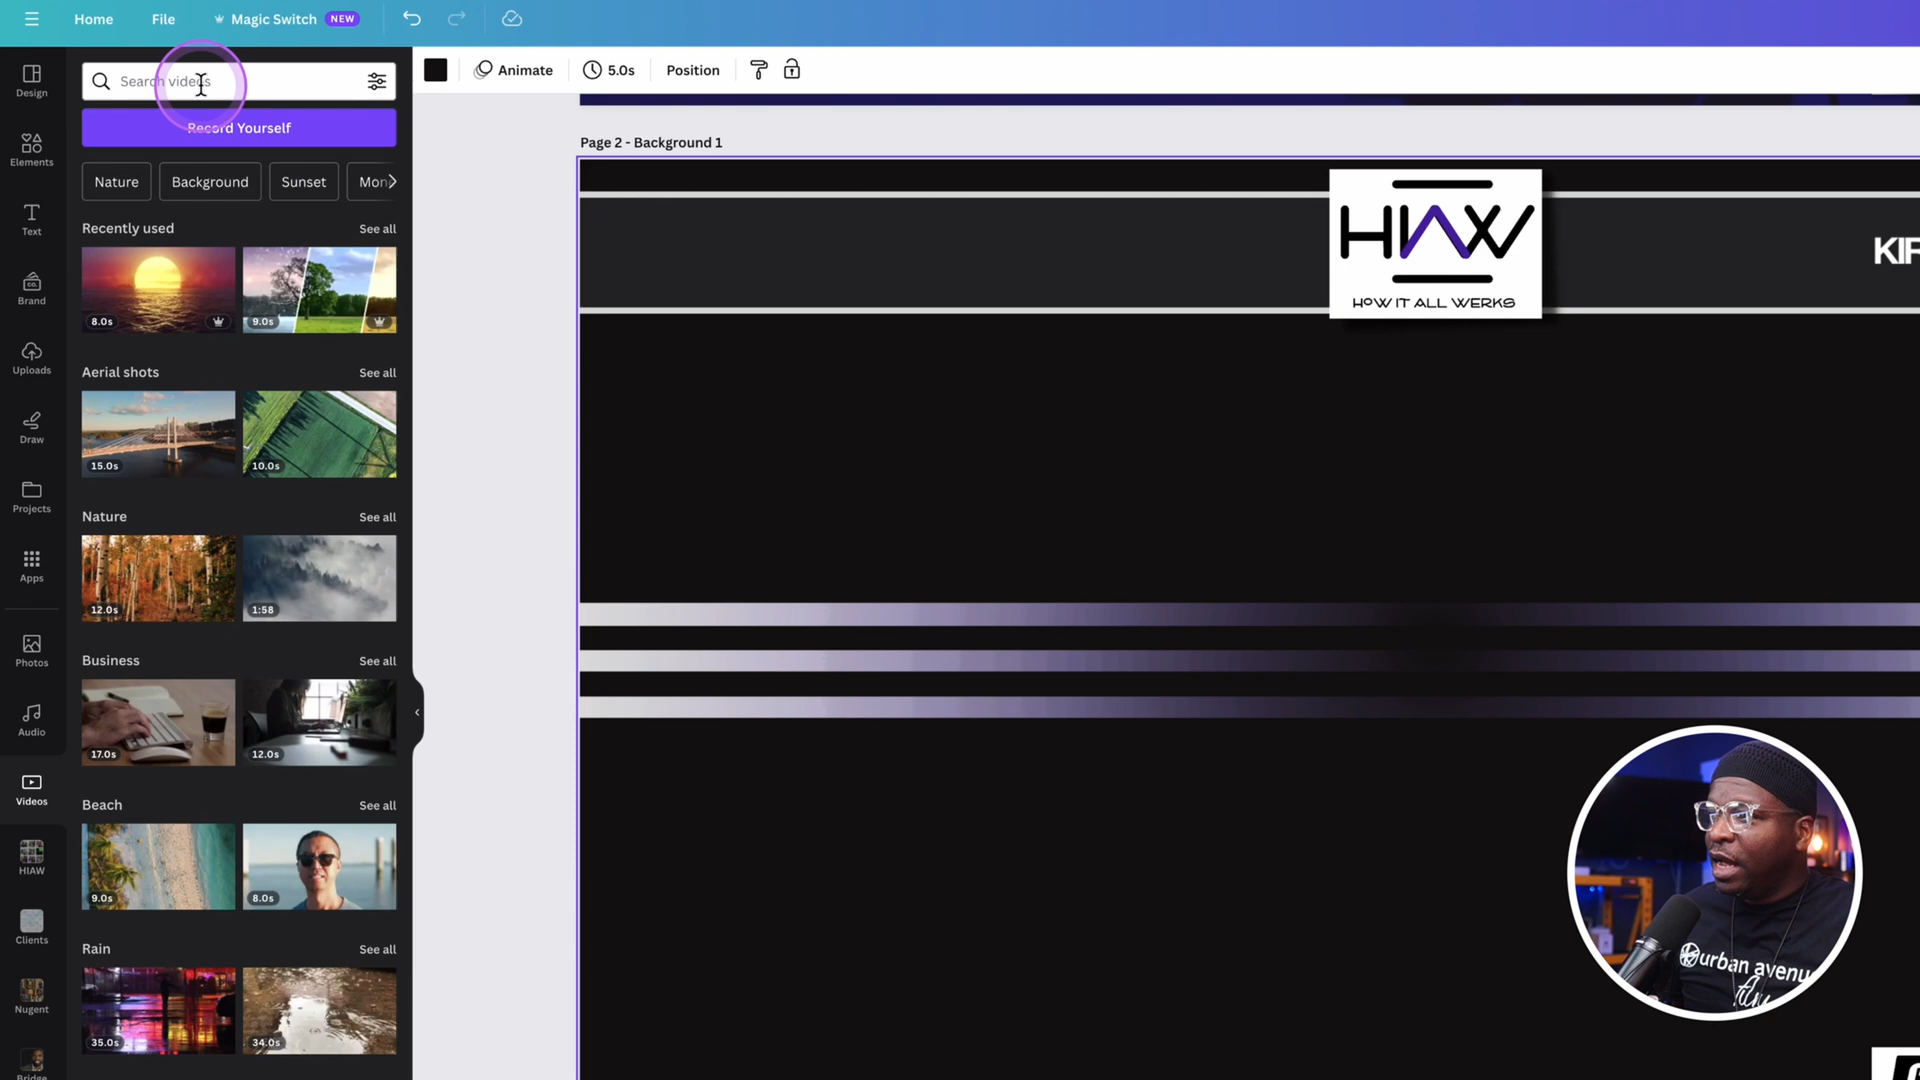 Home
File
Magic Switch NEW
Search videos
Record Yourself
Nature
Background
Sunset
Animate
5.0s
Position
Design
Elements
Text
Brand
Uploads
Draw
Projects
Apps
Photos
Audio
Videos
HIAW
Clients
Nugent
Recently used
See all
8.0s
9.0s
Aerial shots
See all
15.0s
10.0s
Nature
See all
12.0s
1:58
Business
See all
17.0s
12.0s
Beach
See all
9.0s
8.0s
Rain
See all
35.0s
34.0s
Page 2 - Background 1
HIAW
HOW IT ALL WERKS
urban avenu